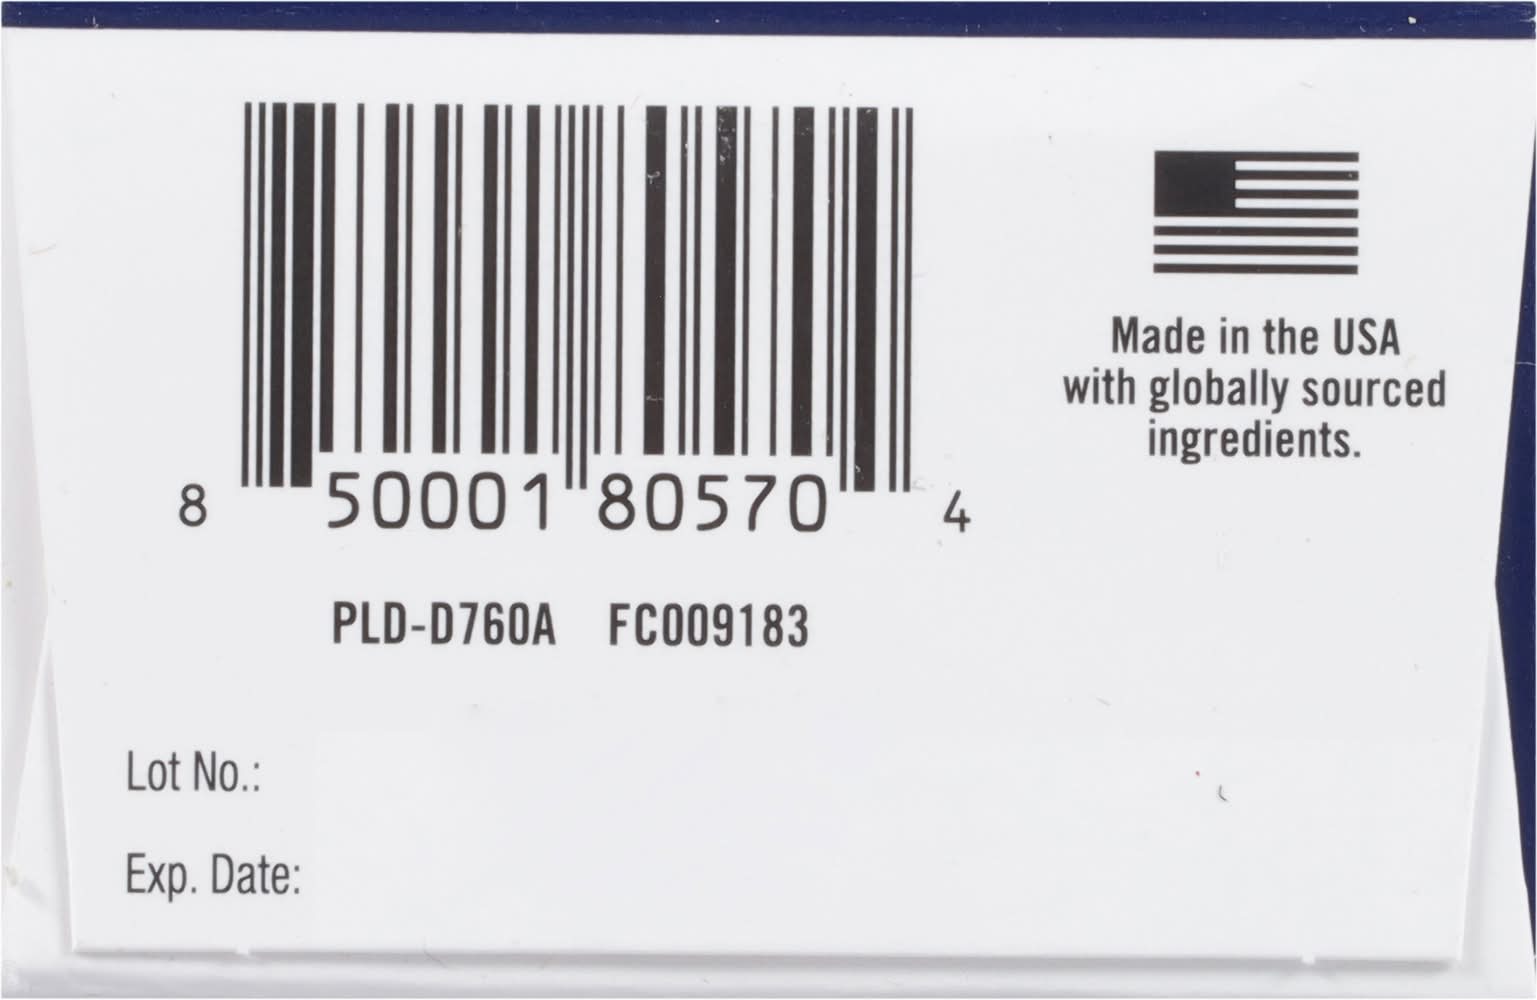 8 50001 80570 4
PLD-D760A FC009183
Made in the USA
with globally sourced
ingredients.
Lot No.:
Exp. Date: